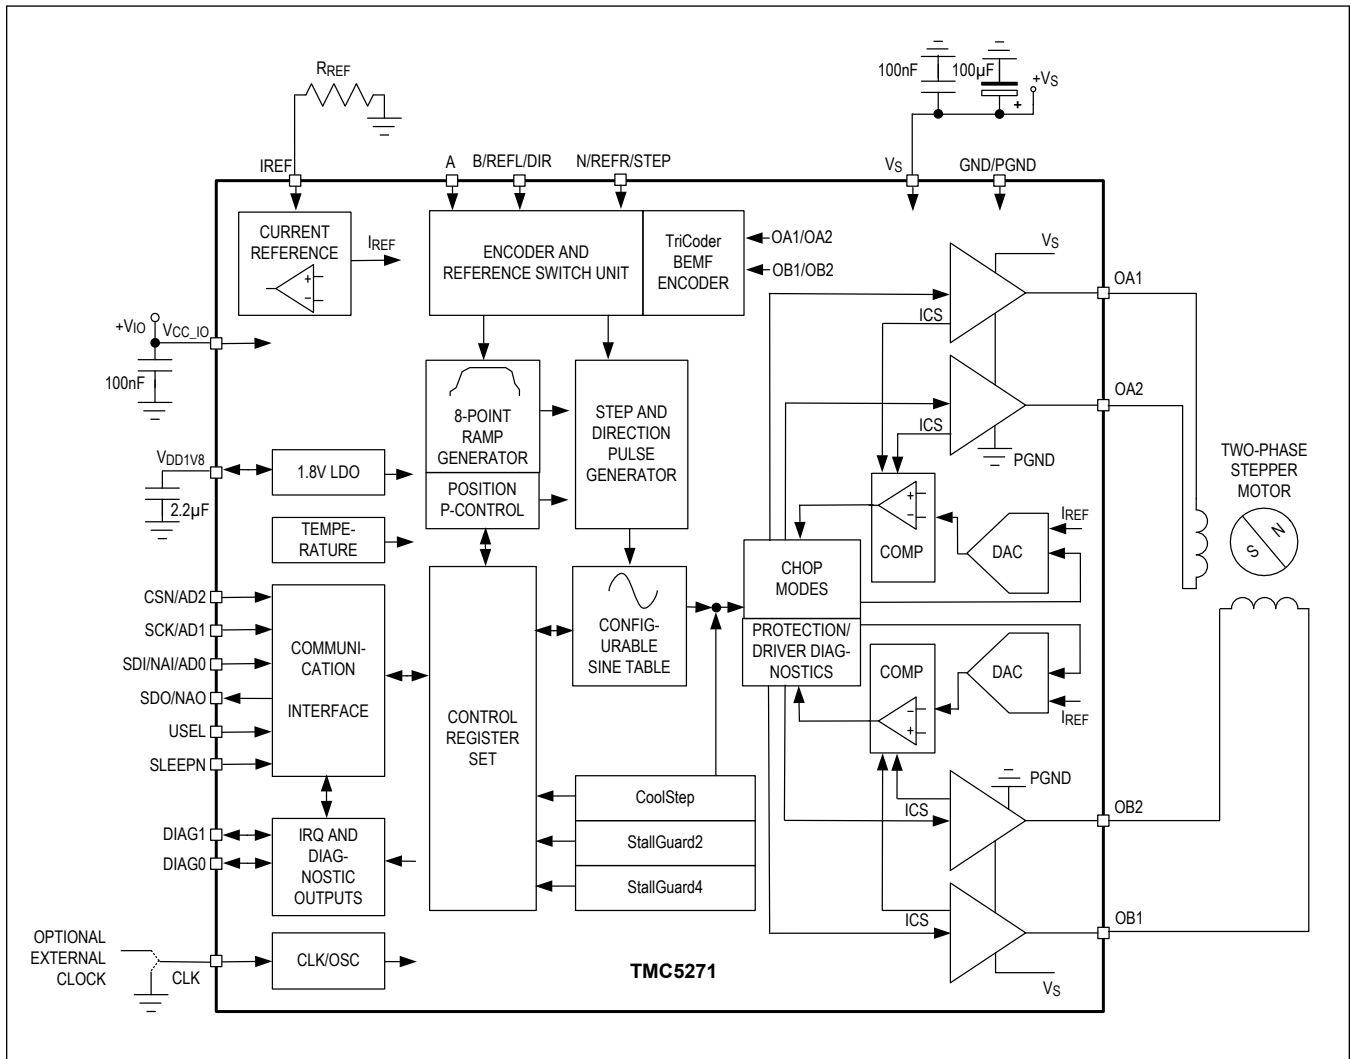 RREF
100nF
100µF
+VS
+
IREF
A
B/REFL/DIR
N/REFR/STEP
VS
GND/PGND
CURRENT
REFERENCE
+
−
IREF
ENCODER AND
REFERENCE SWITCH UNIT
TriCoder
BEMF
ENCODER
OA1/OA2
OB1/OB2
VS
OA1
ICS
+VIO
VCC_IO
100nF
8-POINT
RAMP
GENERATOR
POSITION
P-CONTROL
STEP AND
DIRECTION
PULSE
GENERATOR
OA2
ICS
PGND
VDD1V8
2.2µF
1.8V LDO
TEMPE-
RATURE
TWO-PHASE
STEPPER
MOTOR
S
N
+
−
COMP
DAC
IREF
CHOP
MODES
PROTECTION/
DRIVER DIAG-
NOSTICS
CSN/AD2
SCK/AD1
SDI/NAI/AD0
SDO/NAO
USEL
SLEEPN
COMMUNI-
CATION
INTERFACE
CONFIG-
URABLE
SINE TABLE
CONTROL
REGISTER
SET
COMP
−
+
DAC
IREF
CoolStep
StallGuard2
StallGuard4
PGND
ICS
OB2
DIAG1
DIAG0
IRQ AND
DIAG-
NOSTIC
OUTPUTS
ICS
OB1
VS
OPTIONAL
EXTERNAL
CLOCK
CLK
CLK/OSC
TMC5271